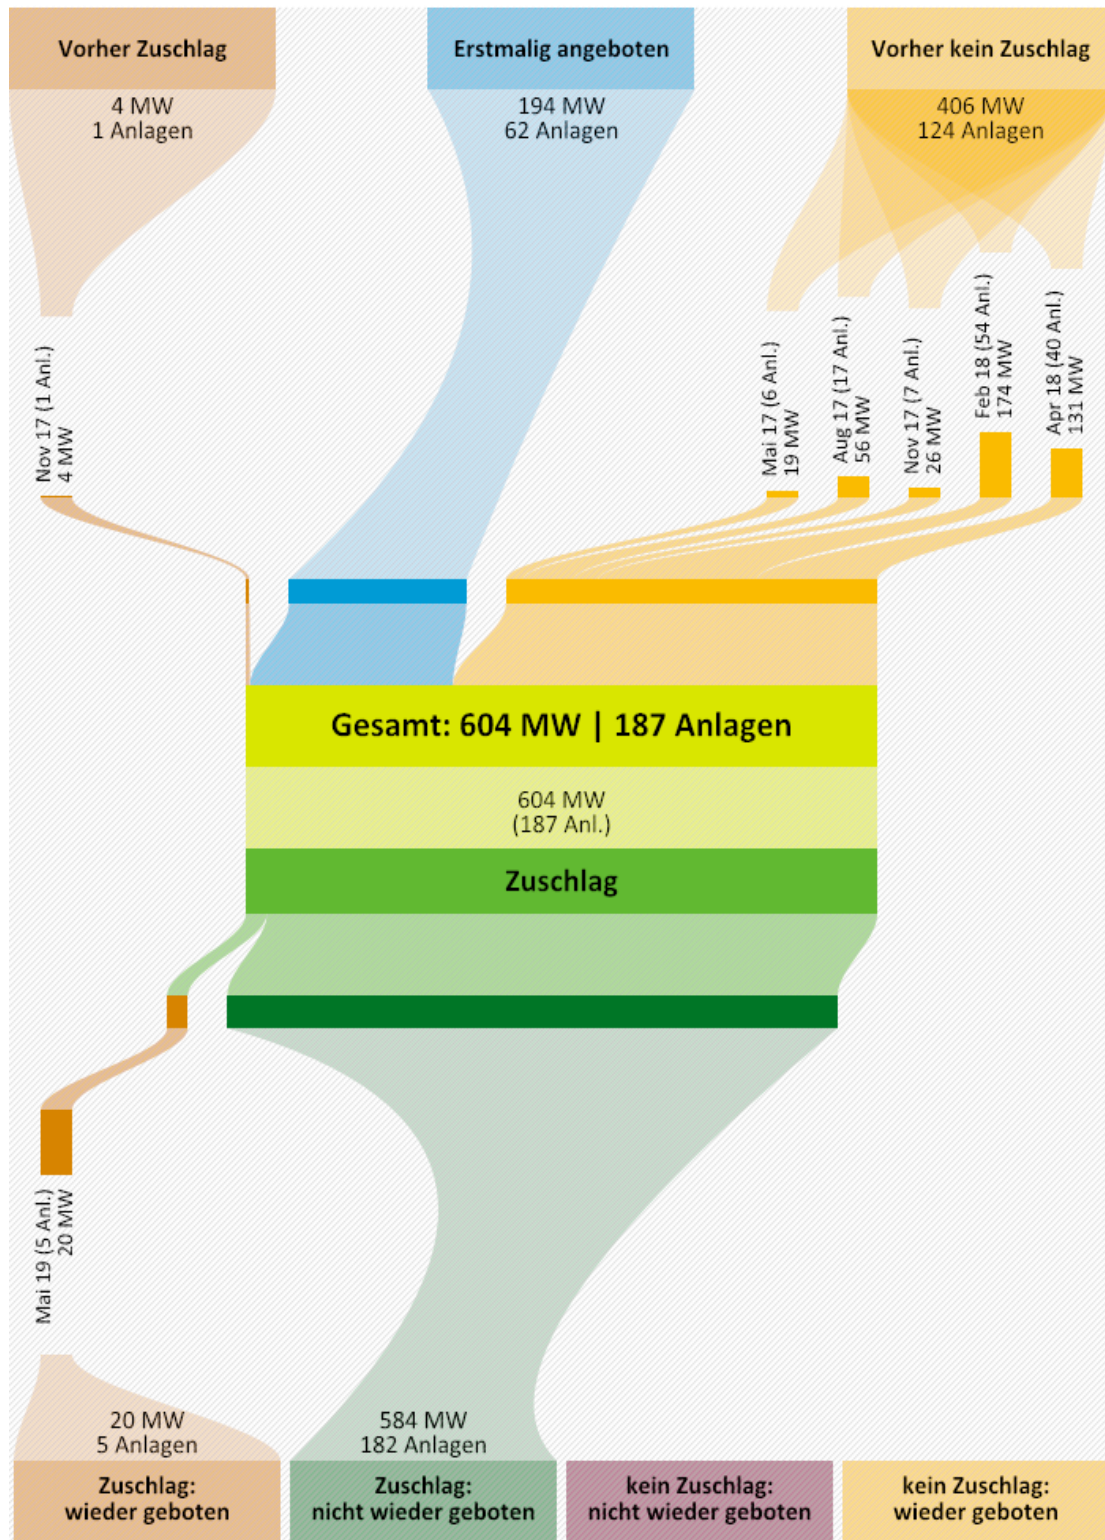 Vorher Zuschlag
Erstmalig angeboten
Vorher kein Zuschlag
4 MW
1 Anlagen
194 MW
62 Anlagen
406 MW
124 Anlagen
Nov 17 (1 Anl.)
4 MW
Mai 17 (6 Anl.)
19 MW
Aug 17 (17 Anl.)
56 MW
Nov 17 (7 Anl.)
26 MW
Feb 18 (54 Anl.)
174 MW
Apr 18 (40 Anl.)
131 MW
Gesamt: 604 MW | 187 Anlagen
604 MW
(187 Anl.)
Zuschlag
Mai 19 (5 Anl.)
20 MW
20 MW
5 Anlagen
584 MW
182 Anlagen
Zuschlag:
wieder geboten
Zuschlag:
nicht wieder geboten
kein Zuschlag:
nicht wieder geboten
kein Zuschlag:
wieder geboten